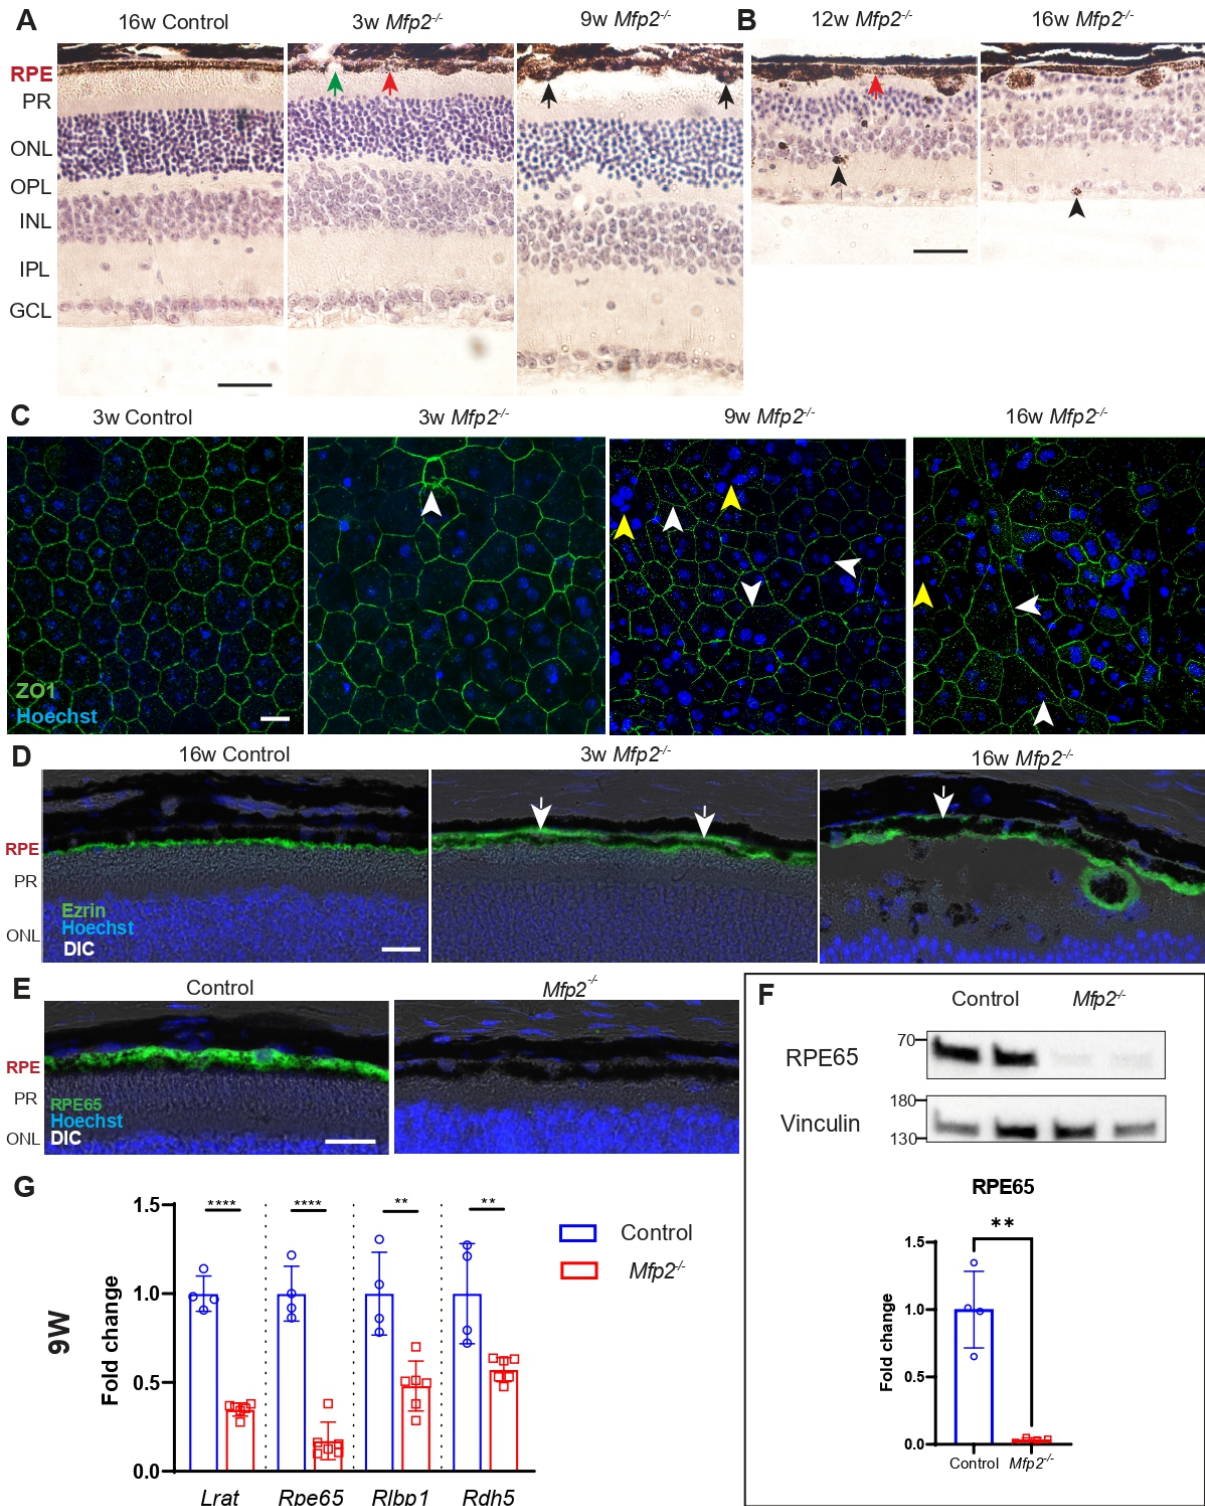 A
16w Control
3w Mfp2-/-
9w Mfp2-/-
B
12w Mfp2-/-
16w Mfp2-/-
RPE
PR
ONL
OPL
INL
IPL
GCL
C
3w Control
3w Mfp2-/-
9w Mfp2-/-
16w Mfp2-/-
ZO1
Hoechst
D
16w Control
3w Mfp2-/-
16w Mfp2-/-
RPE
PR
ONL
Ezrin
Hoechst
DIC
E
Control
Mfp2-/-
RPE
PR
ONL
RPE65
Hoechst
DIC
F
Control
Mfp2-/-
RPE65
70
Vinculin
180
130
RPE65
**
Fold change
1.5
1.0
0.5
0.0
Control
Mfp2-/-
G
9W
Fold change
1.5
1.0
0.5
0.0
****
****
**
**
Lrat
Rpe65
Rlbp1
Rdh5
Control
Mfp2-/-